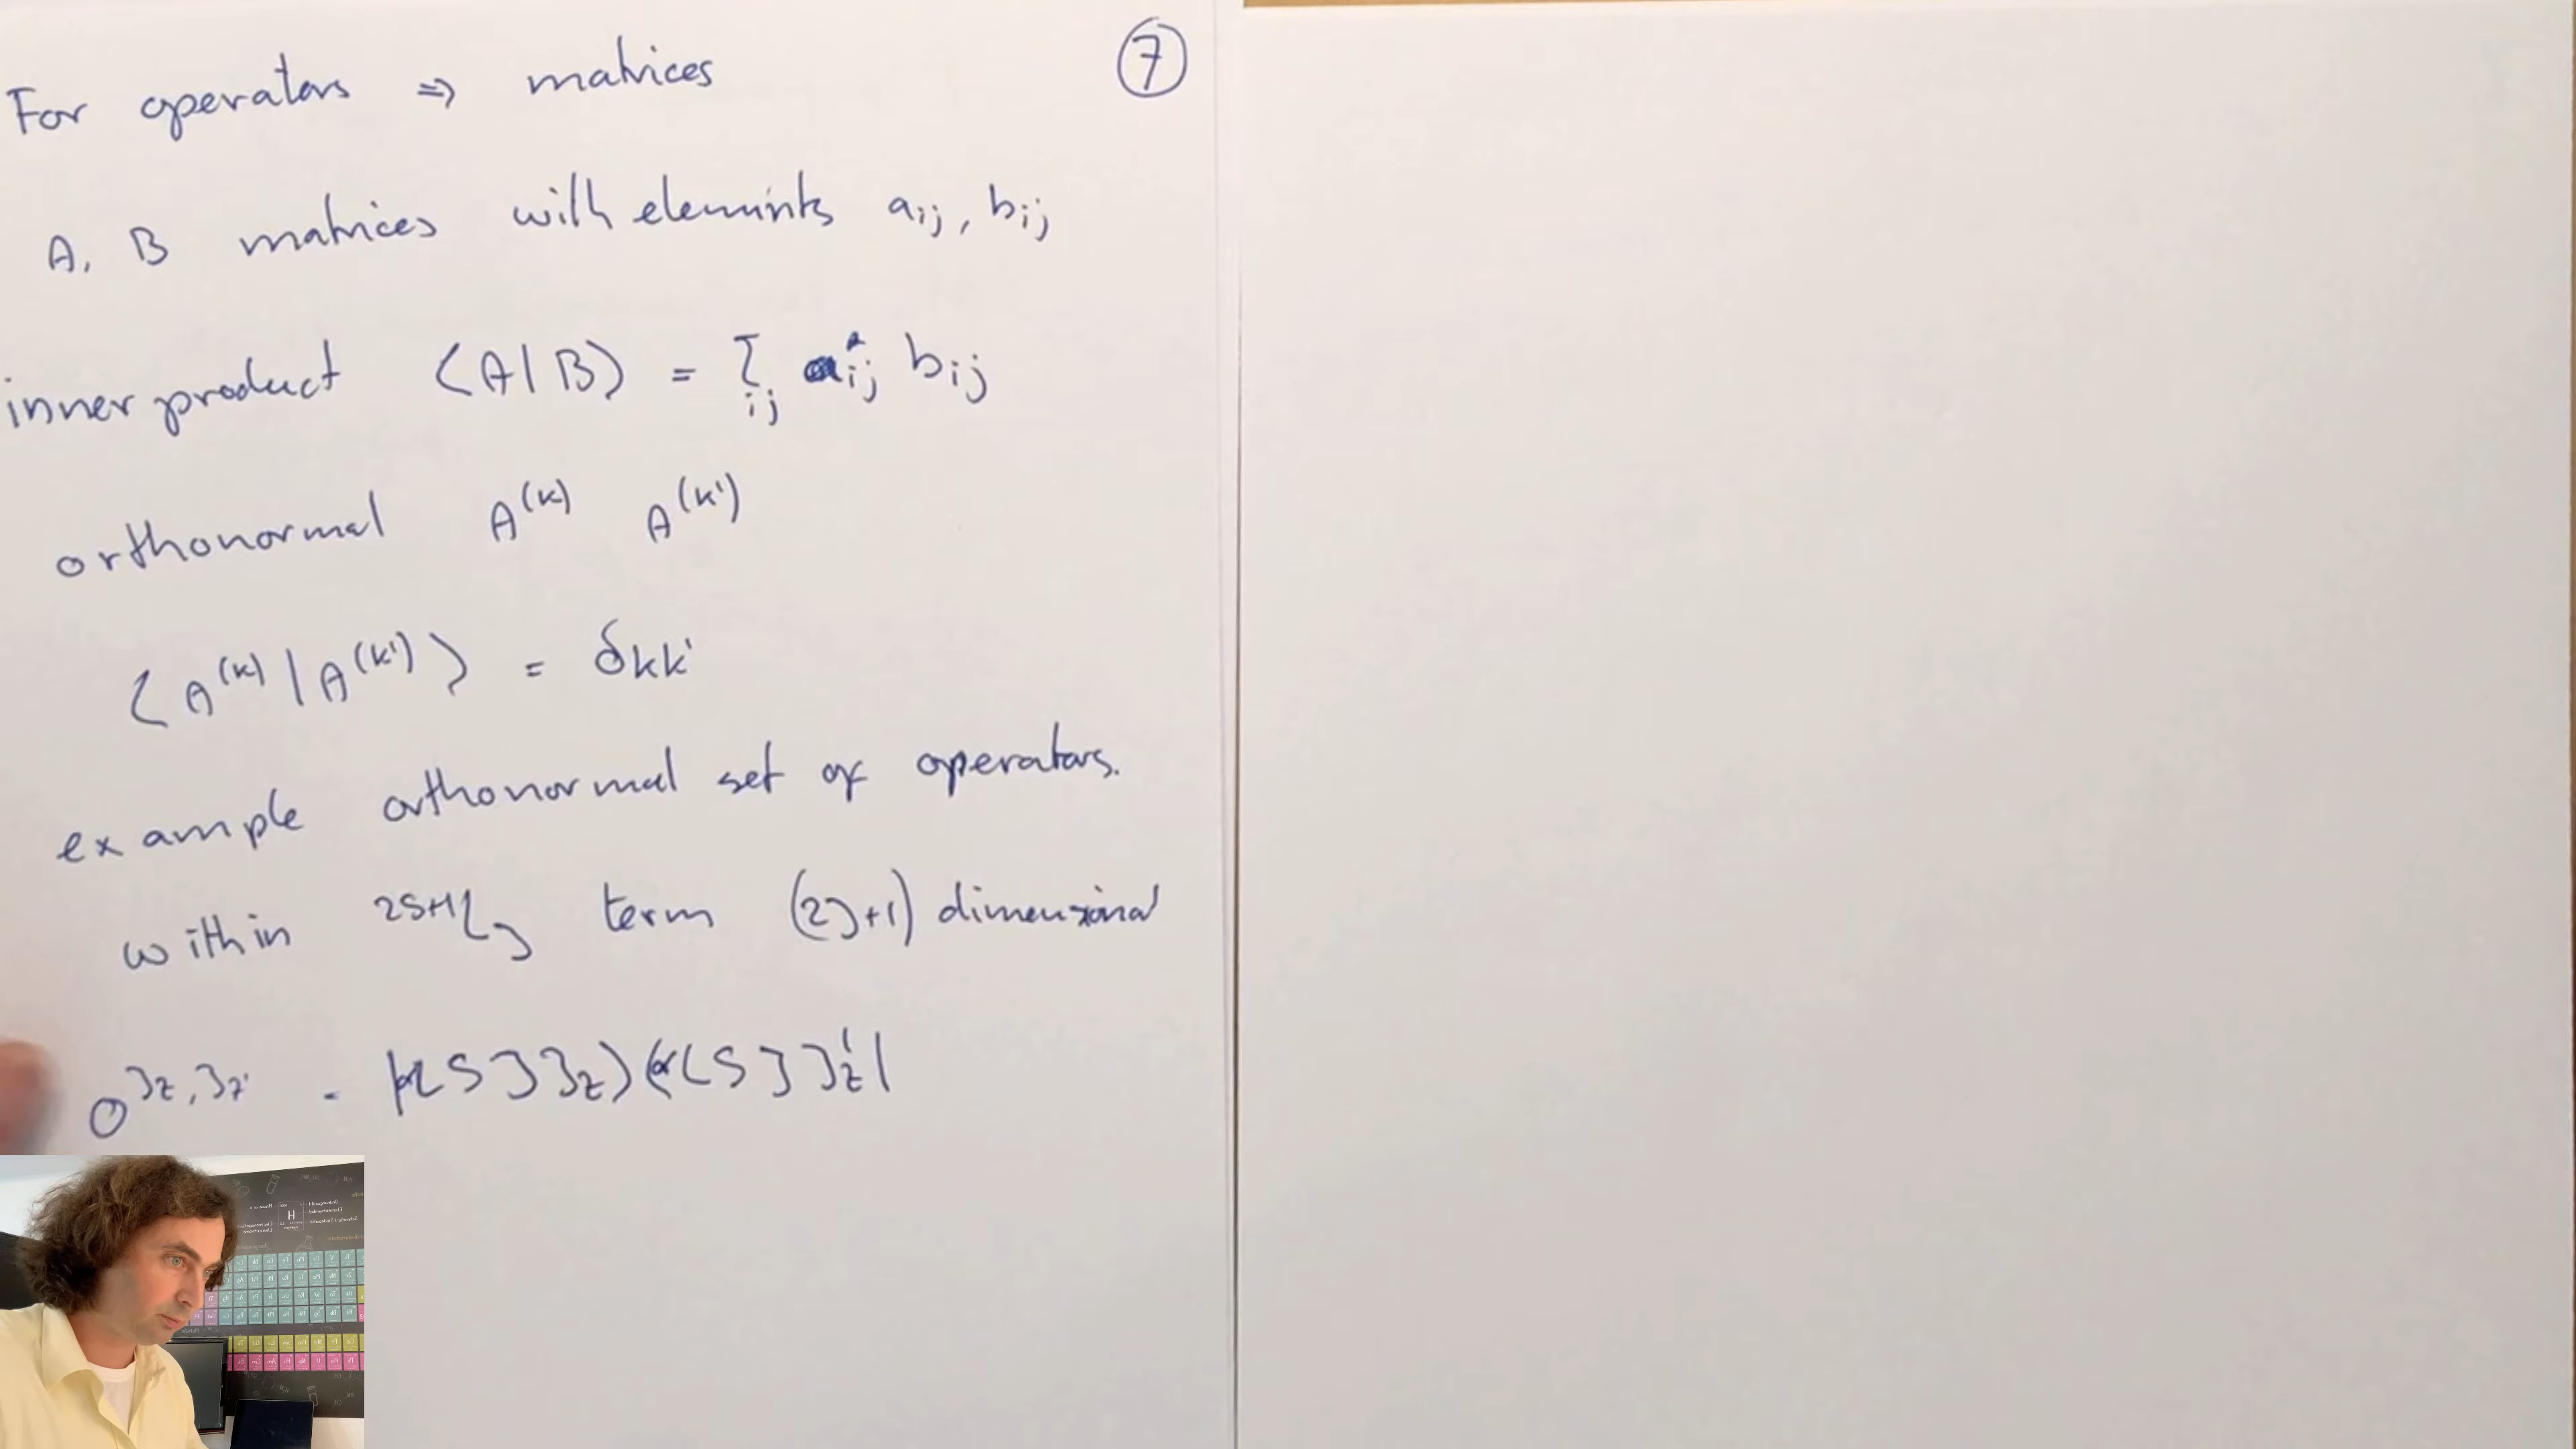 For operators ⇒ matrices
⑦
A, B matrices with elements aᵢⱼ, bᵢⱼ
inner product ⟨A|B⟩ = Σᵢⱼ a*ᵢⱼ bᵢⱼ
orthonormal A^(k) A^(k')
⟨A^(k)|A^(k')⟩ = δkk'
example orthonormal set of operators.
within ²ˢ⁺¹L_J term (2J+1) dimensional
O^{Jz, Jz'} = |αLSJJz⟩⟨αLSJJz'|
H